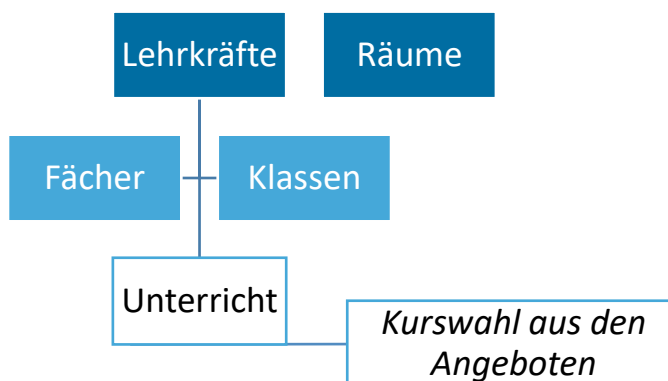 Lehrkräfte
Räume
Fächer
Klassen
Unterricht
Kurswahl aus den
Angeboten